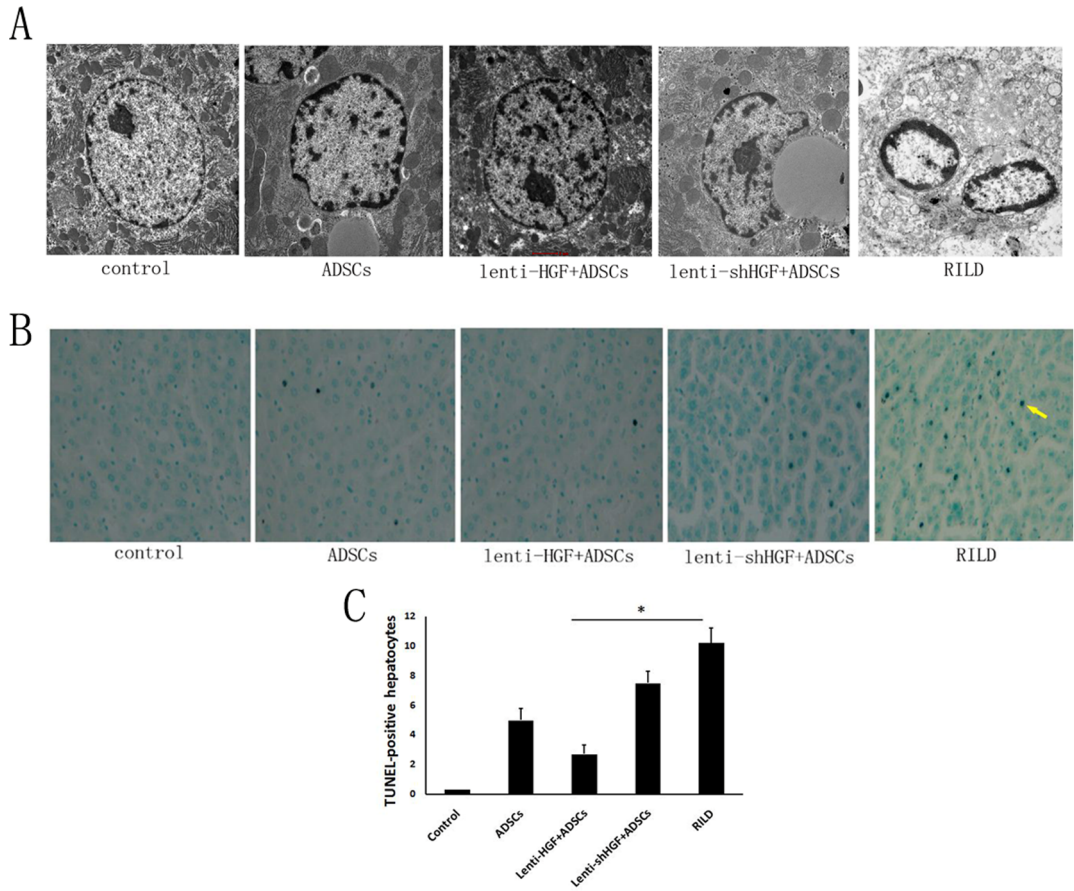 A
control
ADSCs
lenti-HGF+ADSCs
lenti-shHGF+ADSCs
RILD
B
control
ADSCs
lenti-HGF+ADSCs
lenti-shHGF+ADSCs
RILD
C
TUNEL-positive hepatocytes
12
10
8
6
4
2
0
*
Control
ADSCs
Lenti-HGF+ADSCs
Lenti-shHGF+ADSCs
RILD